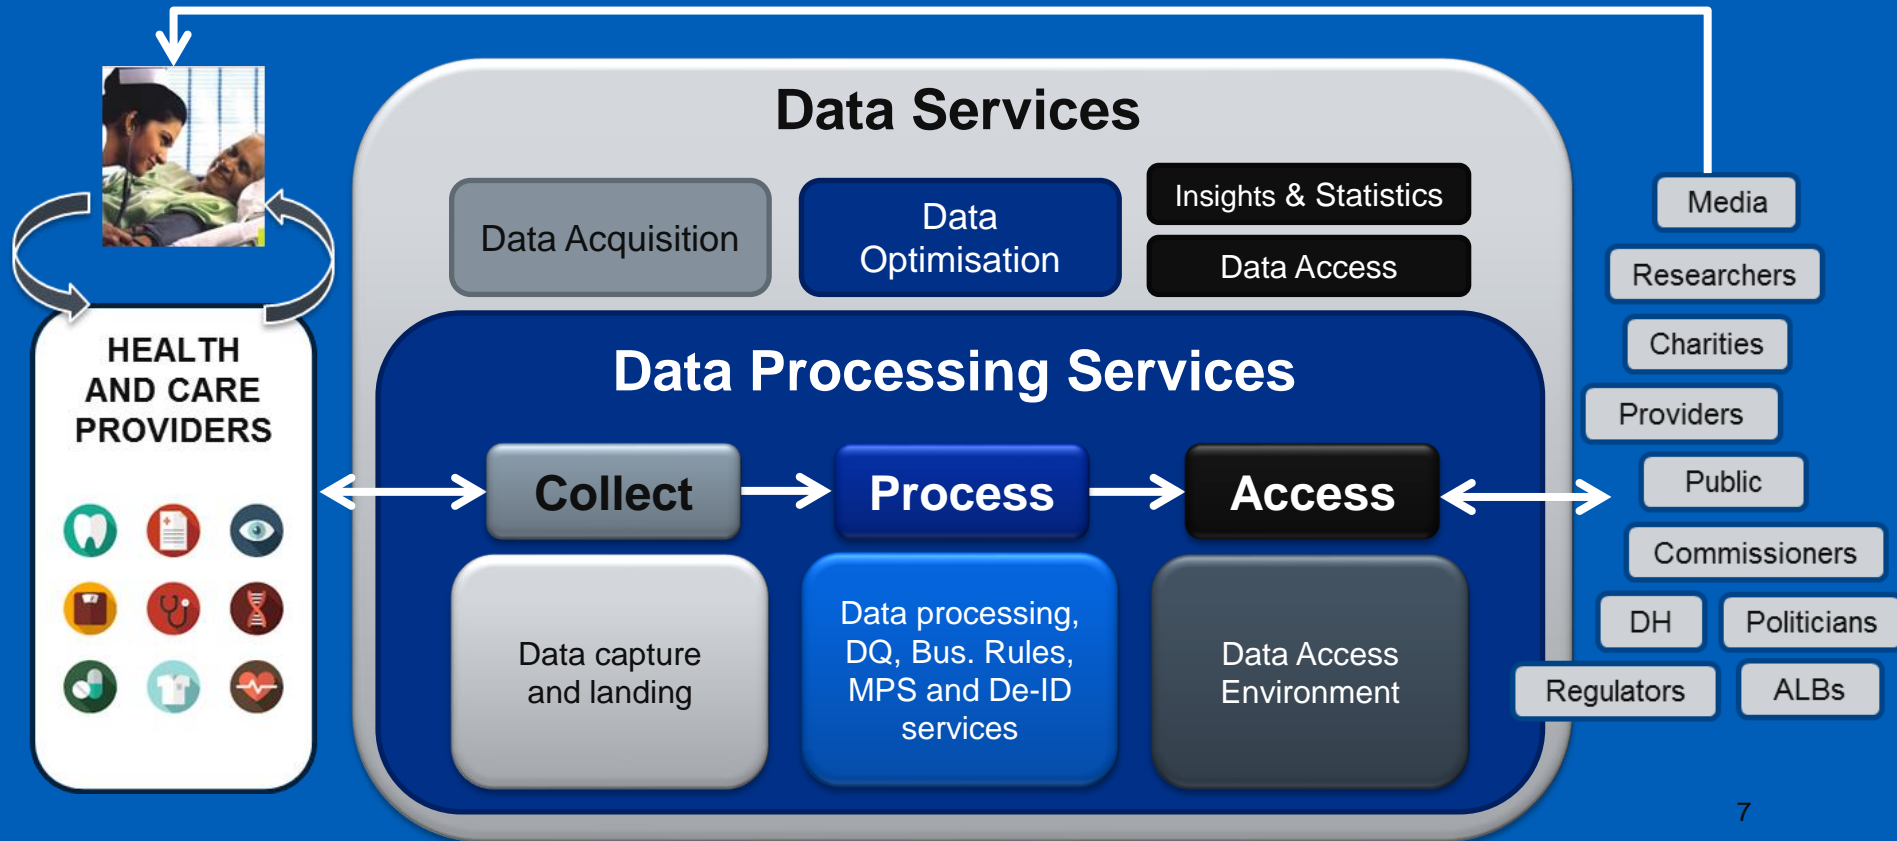 Data Services
Data Acquisition
Data
Optimisation
Insights & Statistics
Data Access
HEALTH
AND CARE
PROVIDERS
Data Processing Services
Collect
Process
Access
Data capture
and landing
Data processing,
DQ, Bus. Rules,
MPS and De-ID
services
Data Access
Environment
Media
Researchers
Charities
Providers
Public
Commissioners
DH
Politicians
Regulators
ALBs
7